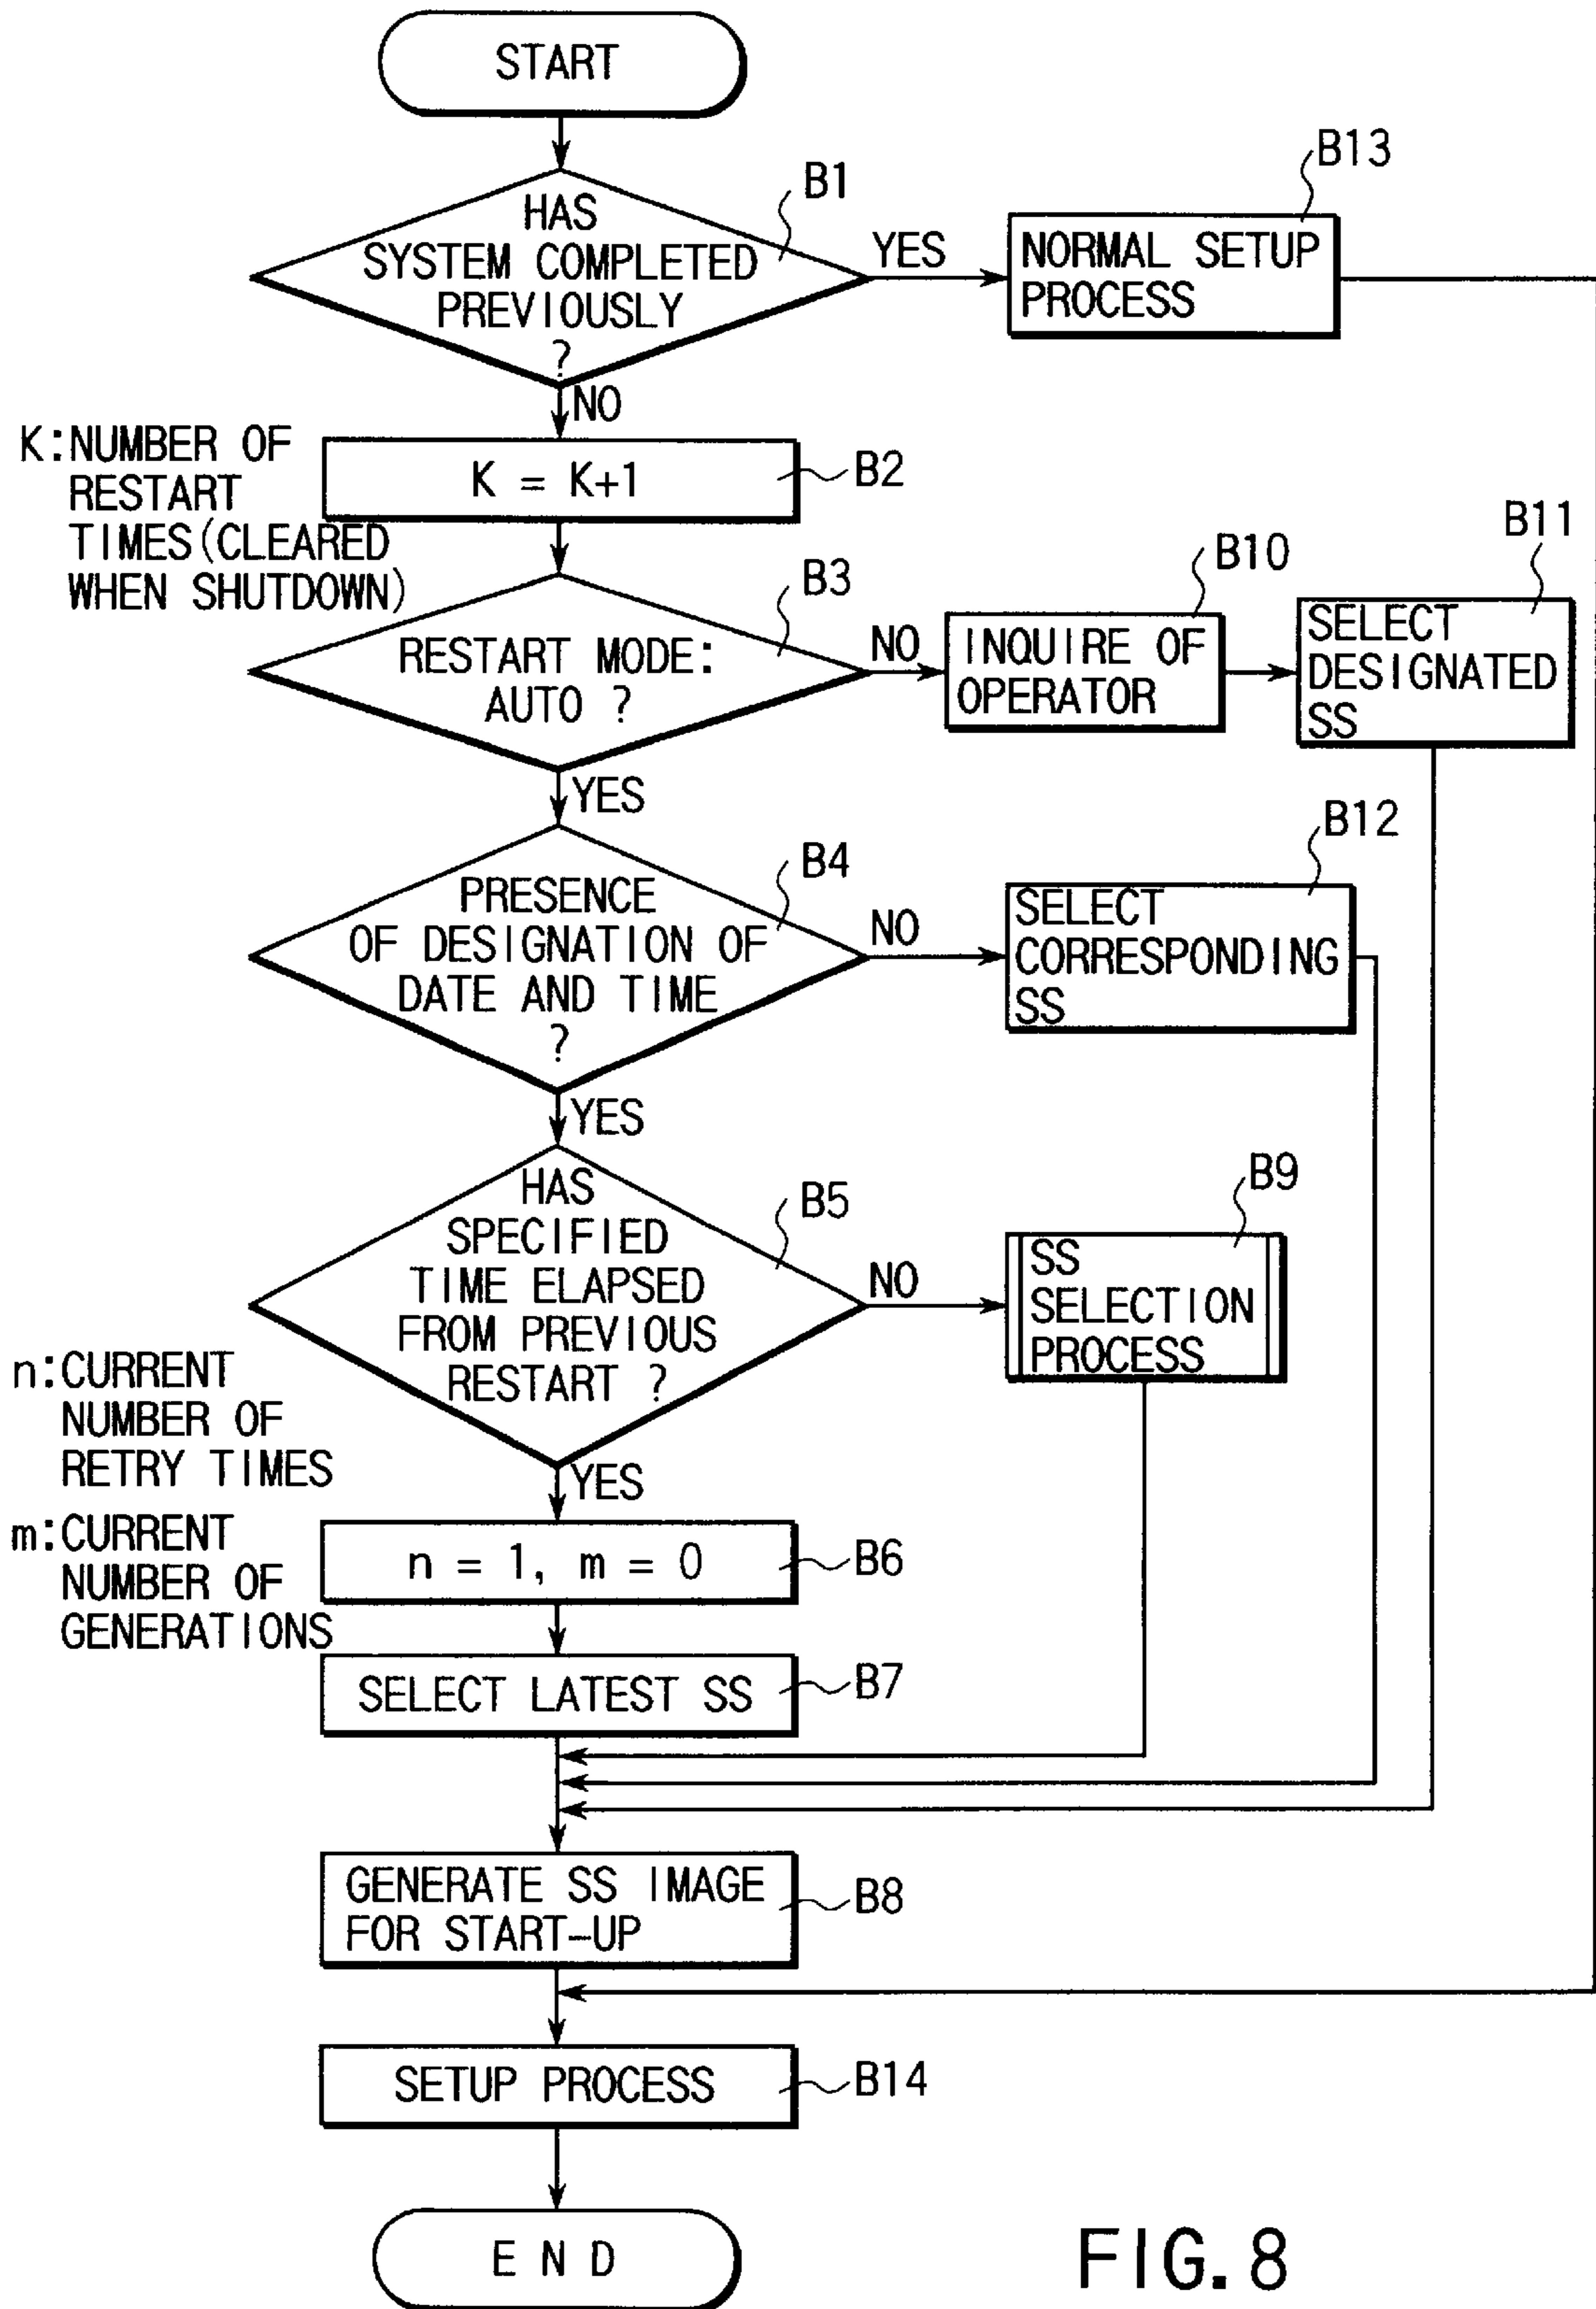 START
B1
HAS
SYSTEM COMPLETED
PREVIOUSLY
?
YES
B13
NORMAL SETUP
PROCESS
NO
K:NUMBER OF
RESTART
TIMES(CLEARED
WHEN SHUTDOWN)
K = K+1
B2
B3
RESTART MODE:
AUTO ?
NO
B10
INQUIRE OF
OPERATOR
B11
SELECT
DESIGNATED
SS
YES
B4
PRESENCE
OF DESIGNATION OF
DATE AND TIME
?
NO
B12
SELECT
CORRESPONDING
SS
YES
B5
HAS
SPECIFIED
TIME ELAPSED
FROM PREVIOUS
RESTART ?
NO
B9
SS
SELECTION
PROCESS
YES
n:CURRENT
NUMBER OF
RETRY TIMES
m:CURRENT
NUMBER OF
GENERATIONS
n = 1, m = 0
B6
SELECT LATEST SS
B7
GENERATE SS IMAGE
FOR START-UP
B8
SETUP PROCESS
B14
END
FIG. 8